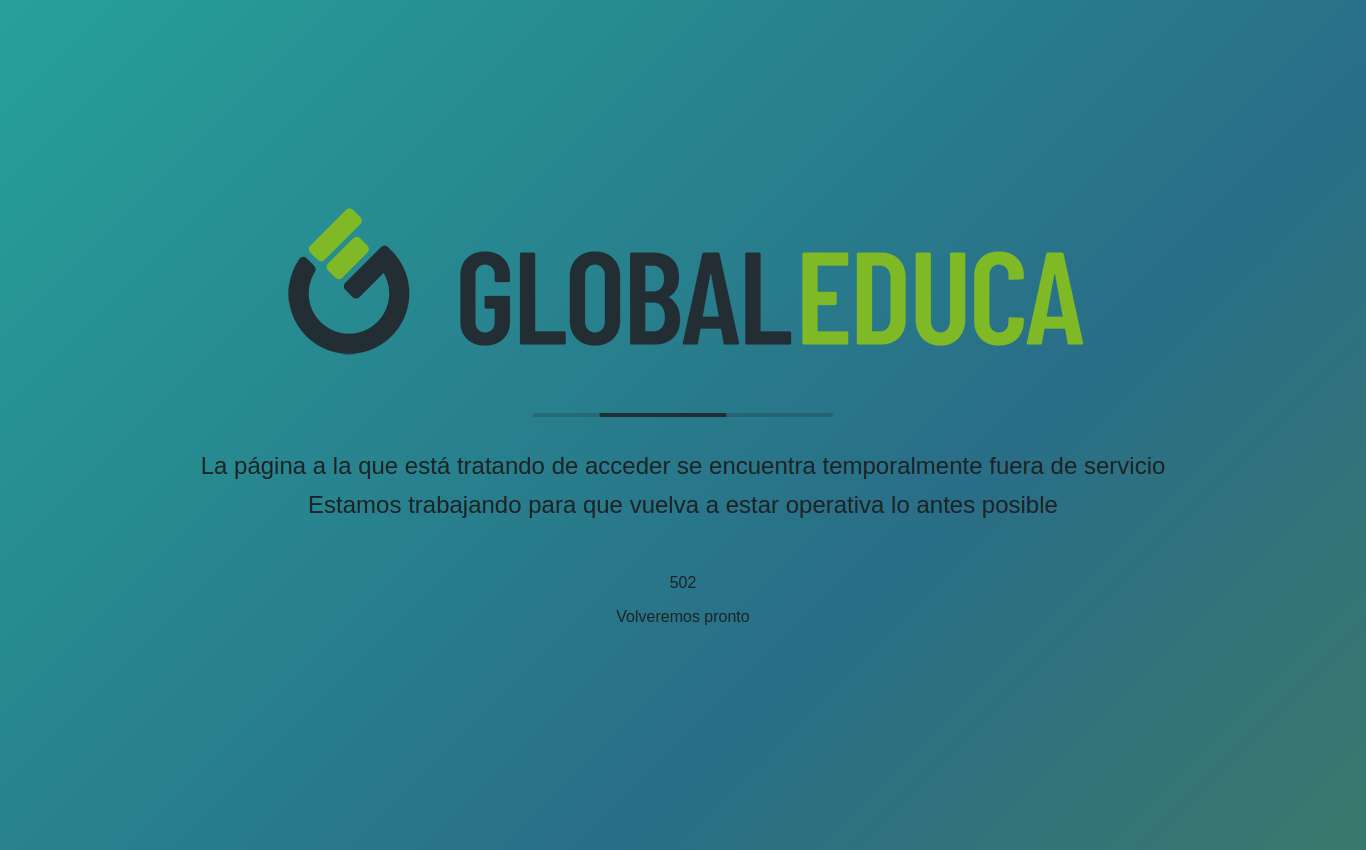 GLOBALEDUCA
La página a la que está tratando de acceder se encuentra temporalmente fuera de servicio
Estamos trabajando para que vuelva a estar operativa lo antes posible
502
Volveremos pronto